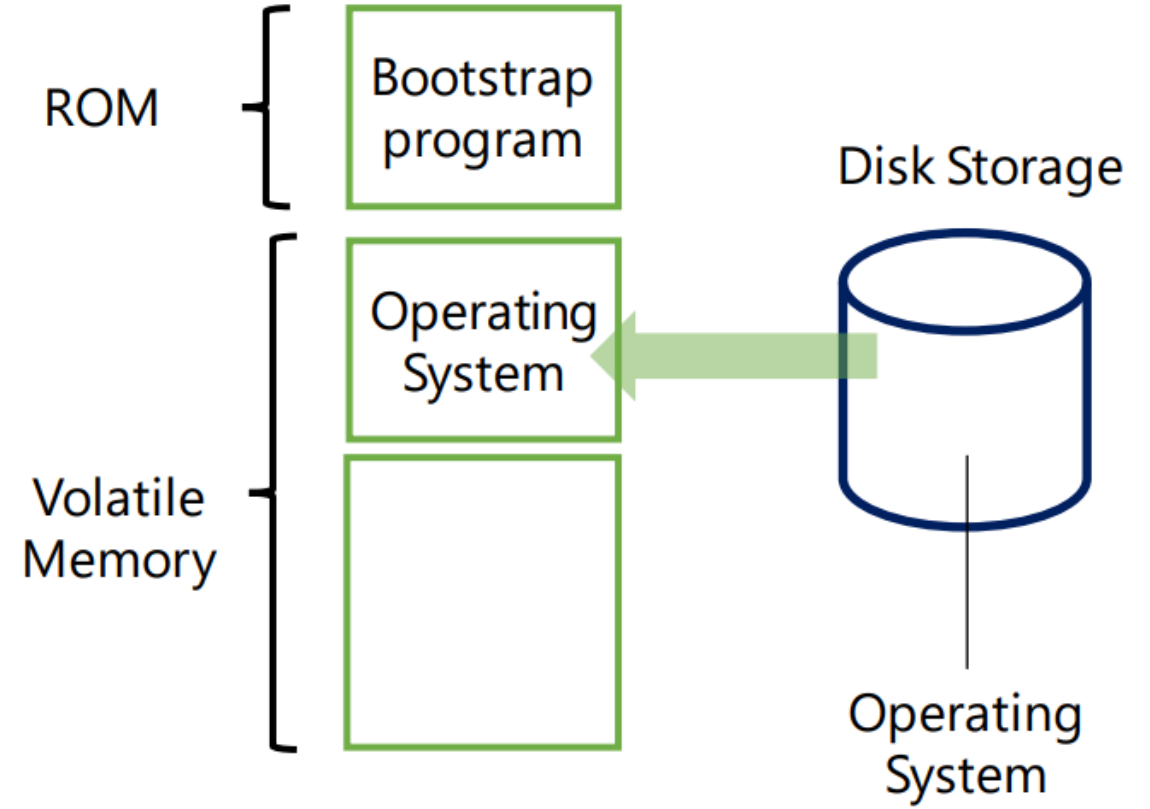 ROM
Bootstrap
program
Disk Storage
Operating
System
Volatile
Memory
Operating
System